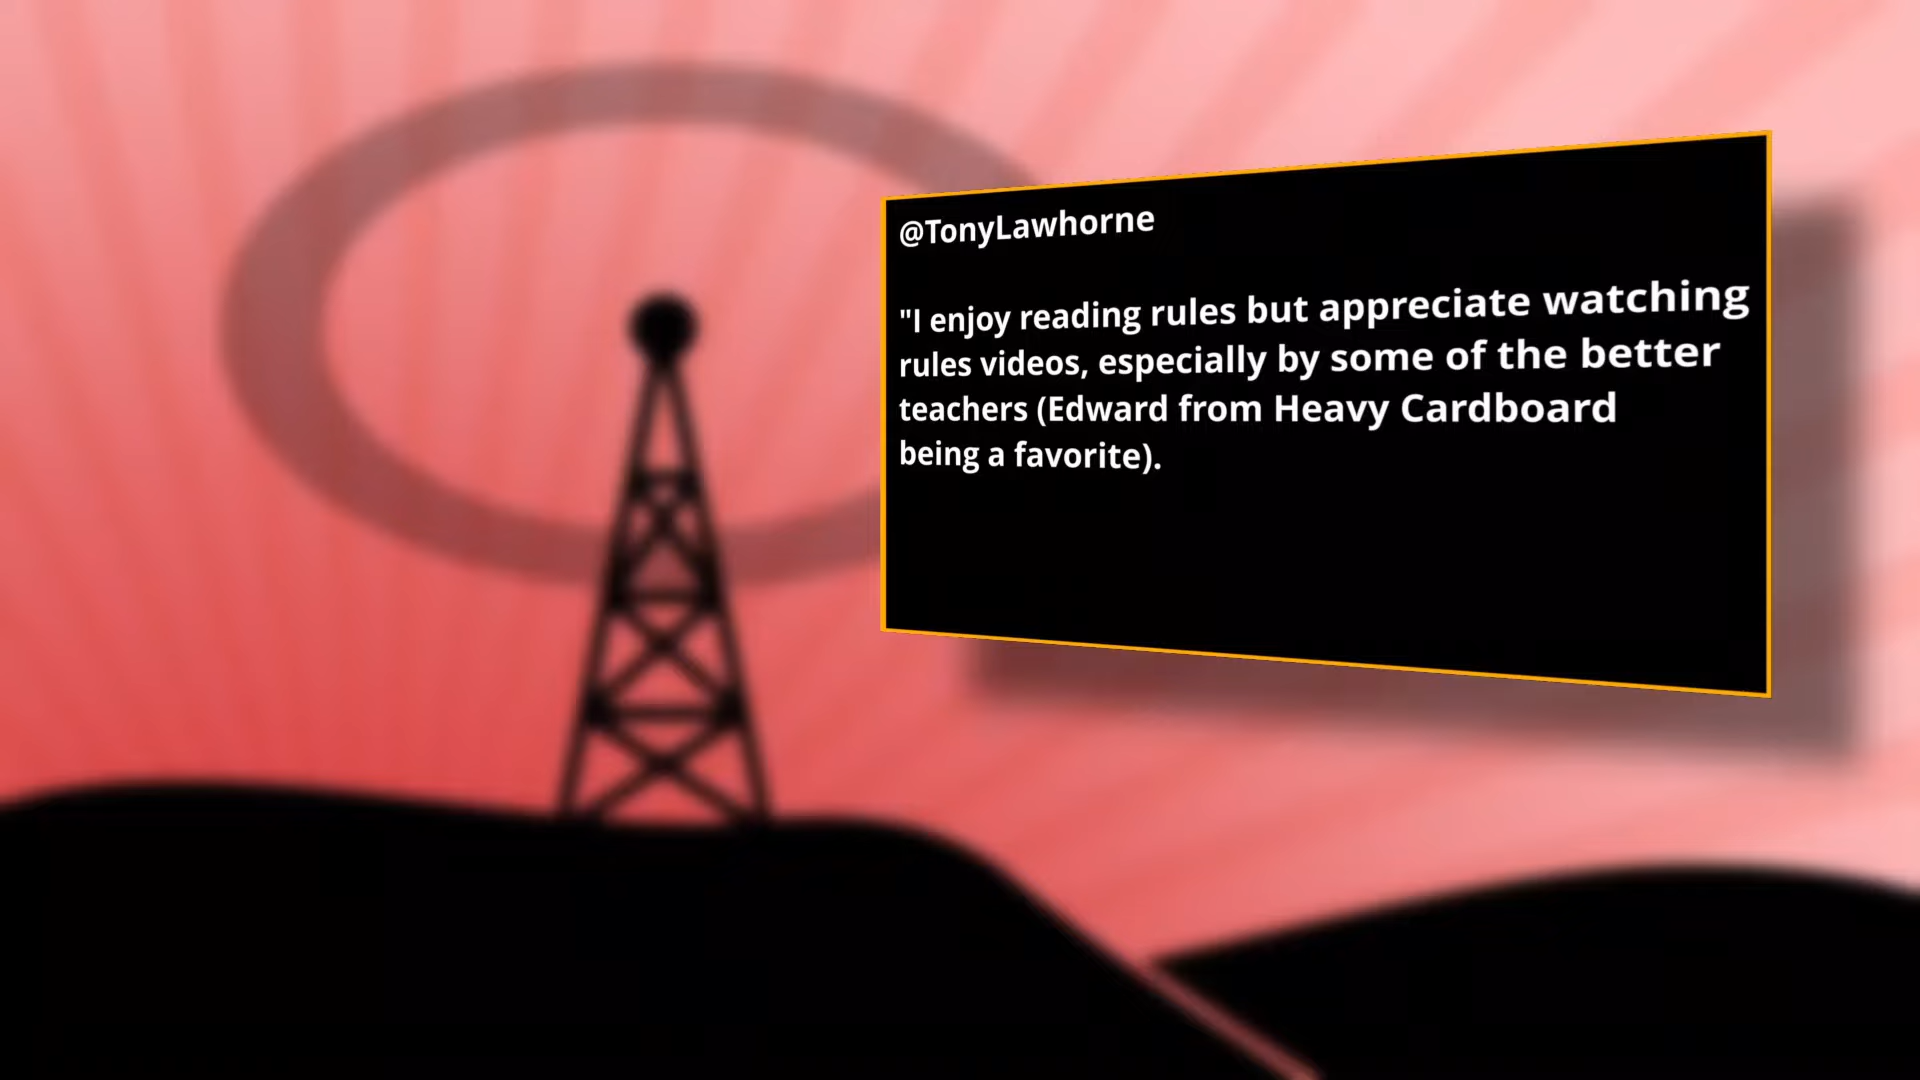 @TonyLawhorne
"I enjoy reading rules but appreciate watching
rules videos, especially by some of the better
teachers (Edward from Heavy Cardboard
being a favorite).